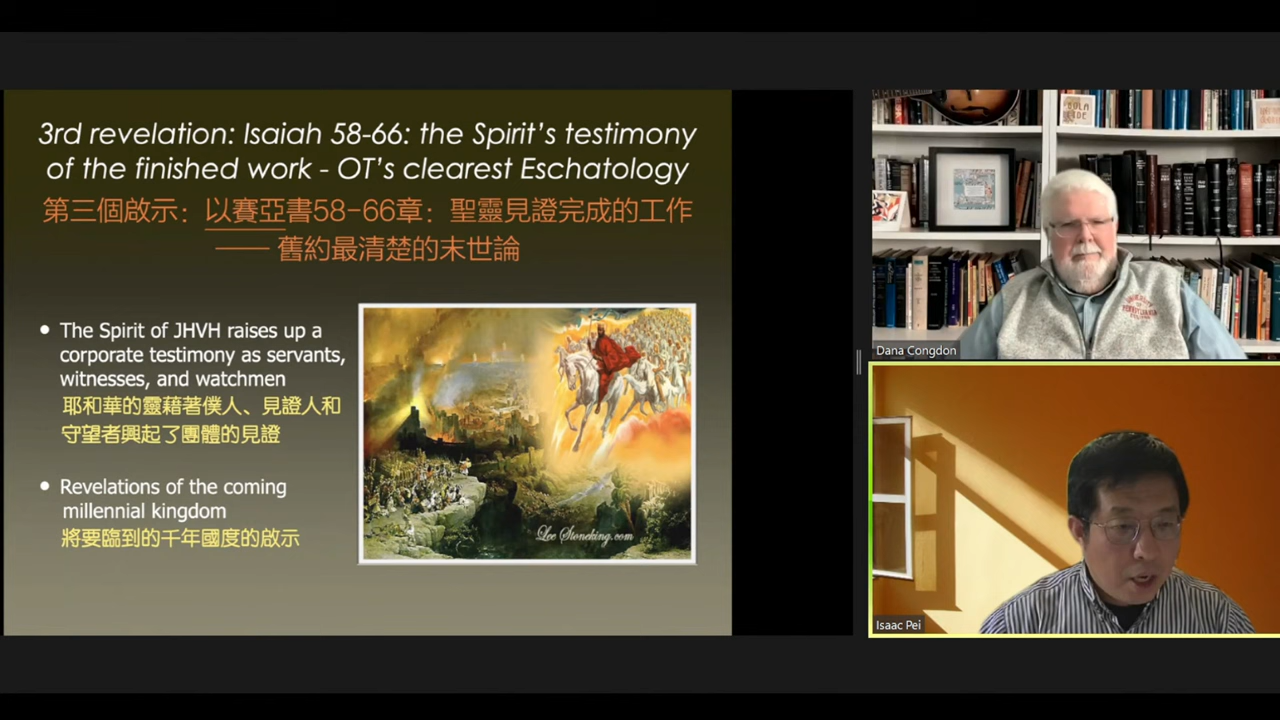 3rd revelation: Isaiah 58-66: the Spirit's testimony
of the finished work - OT's clearest Eschatology
第三個啟示：以賽亞書58-66章：聖靈見證完成的工作
—— 舊約最清楚的末世論
• The Spirit of JHVH raises up a
corporate testimony as servants,
witnesses, and watchmen
耶和華的靈藉著僕人、見證人和
守望者興起了團體的見證
• Revelations of the coming
millennial kingdom
將要臨到的千年國度的啟示
Lee Stoneking.com
Dana Congdon
UNIVERSITY
OF
Isaac Pei